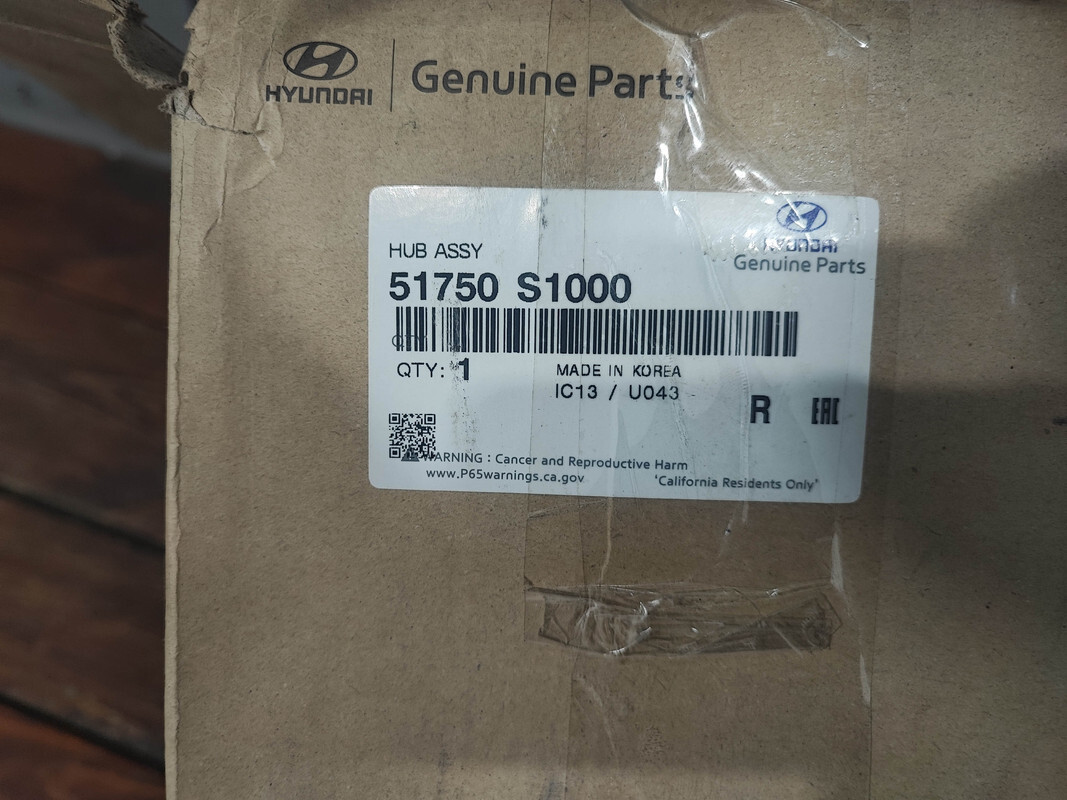 HYUNDAI
Genuine Parts
HYUNDAI
Genuine Parts
HUB ASSY
51750 S1000
QTY: 1
MADE IN KOREA
IC13 / U043
R
EAC
WARNING : Cancer and Reproductive Harm
www.P65warnings.ca.gov
'California Residents Only'